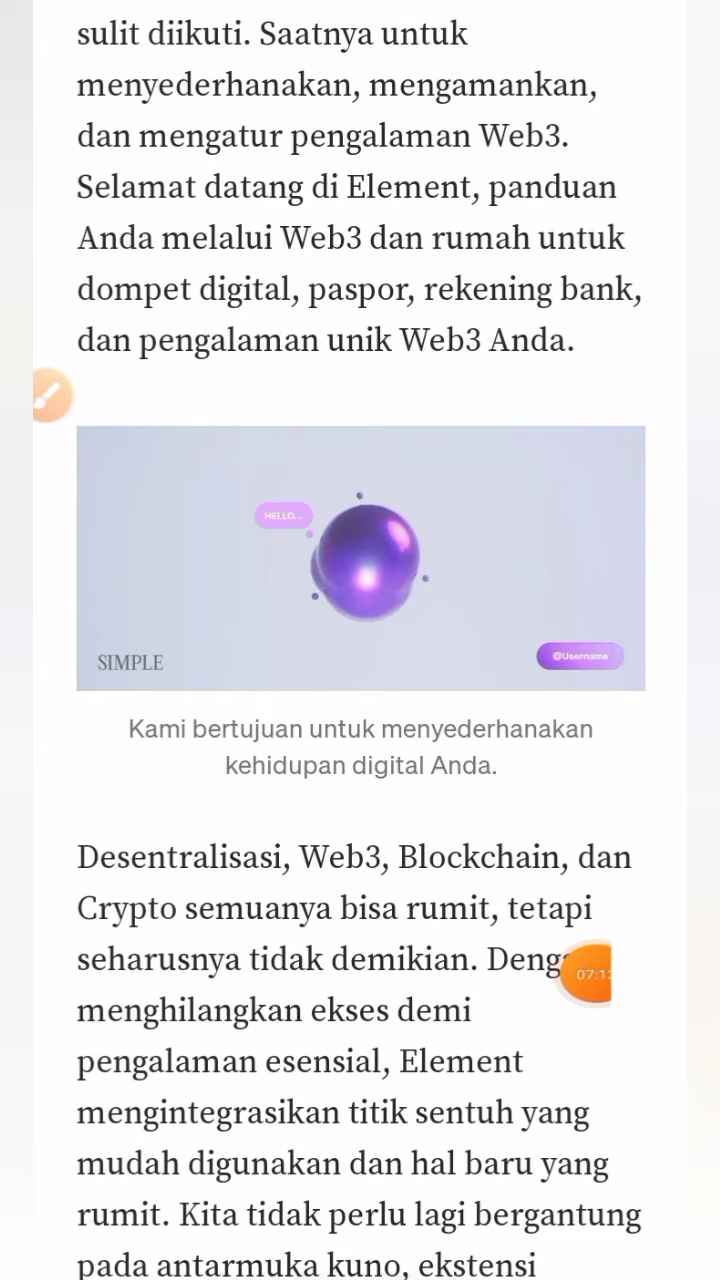 sulit diikuti. Saatnya untuk
menyederhanakan, mengamankan,
dan mengatur pengalaman Web3.
Selamat datang di Element, panduan
Anda melalui Web3 dan rumah untuk
dompet digital, paspor, rekening bank,
dan pengalaman unik Web3 Anda.
HELLO...
SIMPLE
@Username
Kami bertujuan untuk menyederhanakan
kehidupan digital Anda.
Desentralisasi, Web3, Blockchain, dan
Crypto semuanya bisa rumit, tetapi
seharusnya tidak demikian.
menghilangkan ekses demi
pengalaman esensial, Element
mengintegrasikan titik sentuh yang
mudah digunakan dan hal baru yang
rumit. Kita tidak perlu lagi bergantung
pada antarmuka kuno, ekstensi